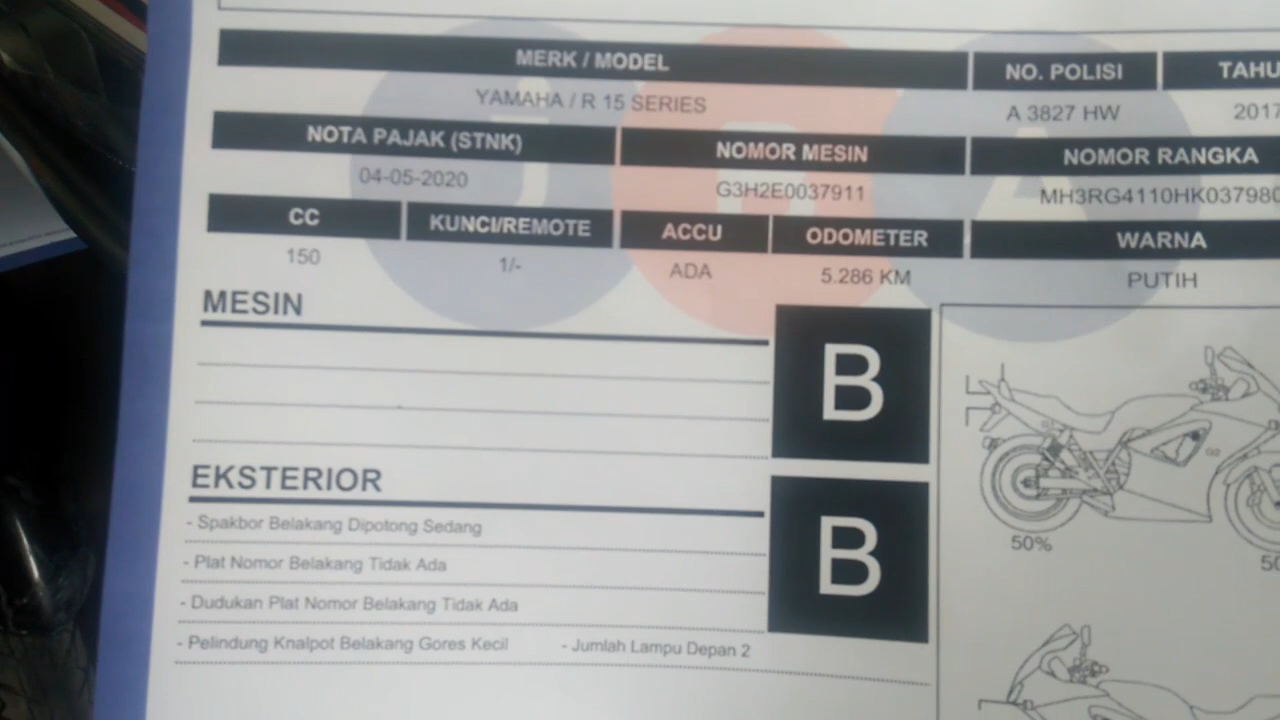 MERK / MODEL NO. POLISI TAHU
YAMAHA / R 15 SERIES A 3827 HW 2017
NOTA PAJAK (STNK) NOMOR MESIN NOMOR RANGKA
04-05-2020 G3H2E0037911 MH3RG4110HK037980
CC KUNCI/REMOTE ACCU ODOMETER WARNA
150 1/- ADA 5.286 KM PUTIH
MESIN
B
EKSTERIOR
B
- Spakbor Belakang Dipotong Sedang
- Plat Nomor Belakang Tidak Ada
- Dudukan Plat Nomor Belakang Tidak Ada
- Pelindung Knalpot Belakang Gores Kecil - Jumlah Lampu Depan 2
50%
50
J B A